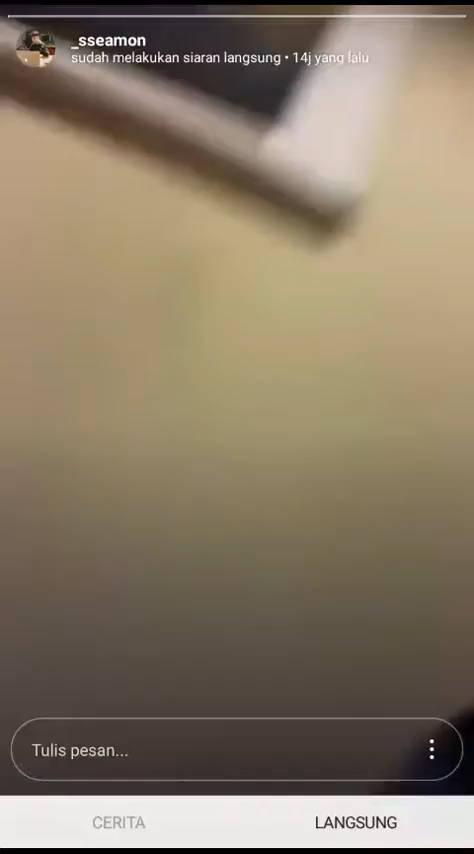 _sseamon
sudah melakukan siaran langsung • 14j yang lalu
Tulis pesan...
CERITA
LANGSUNG